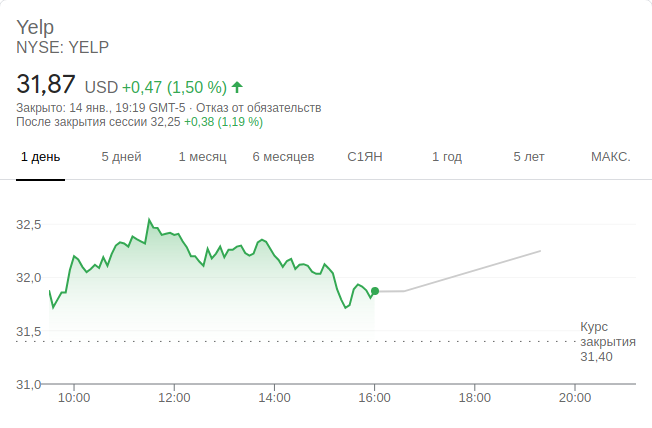 Yelp
NYSE: YELP
31,87 USD +0,47 (1,50 %)
Закрыто: 14 янв., 19:19 GMT-5 · Отказ от обязательств
После закрытия сессии 32,25 +0,38 (1,19 %)
1 день 5 дней 1 месяц 6 месяцев С1ЯН 1 год 5 лет МАКС.
32,5
32,0
31,5
Курс
закрытия
31,40
31,0
10:00 12:00 14:00 16:00 18:00 20:00